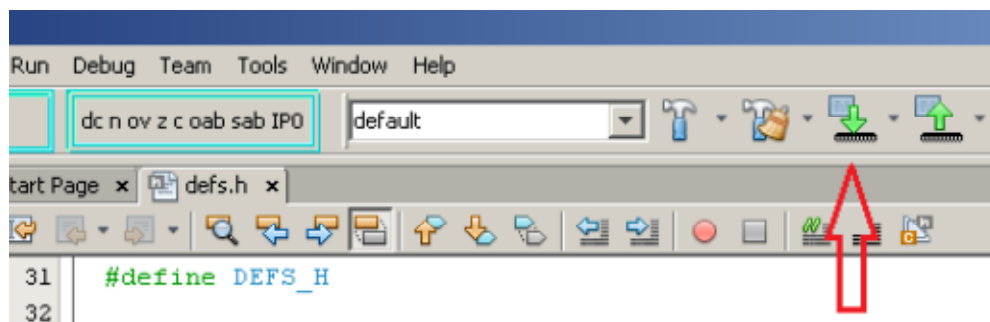 Run Debug Team Tools Window Help
dc n ov z c oab sab IP0 default
tart Page x defs.h x
31 #define DEFS_H
32